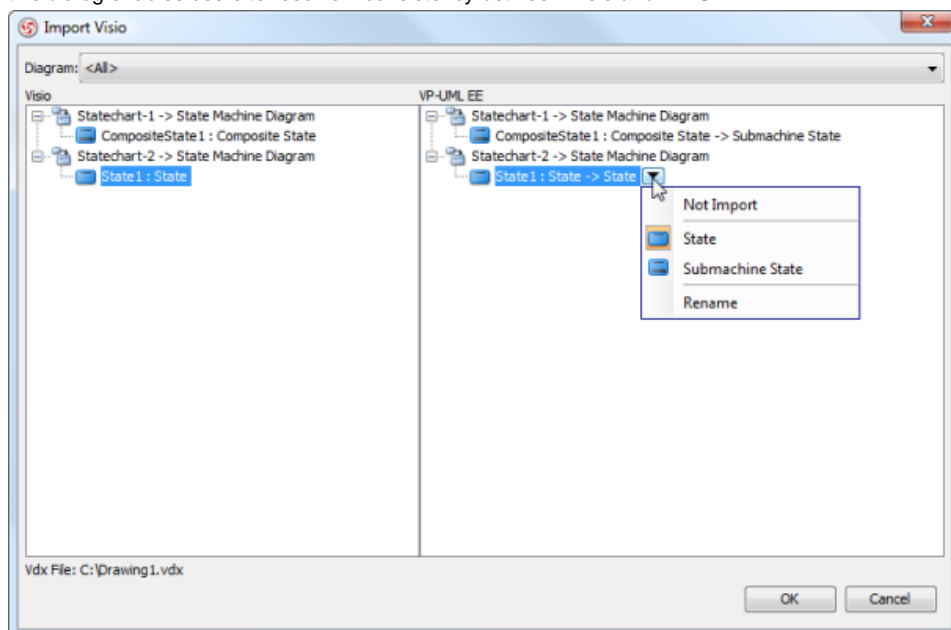 Import Visio
Diagram: <All>
Visio
VP-UML EE
Statechart-1 -> State Machine Diagram
CompositeState1 : Composite State
Statechart-2 -> State Machine Diagram
State1 : State
Statechart-1 -> State Machine Diagram
CompositeState1 : Composite State -> Submachine State
Statechart-2 -> State Machine Diagram
State1 : State -> State
Not Import
State
Submachine State
Rename
Vdx File: C:\Drawing1.vdx
OK
Cancel